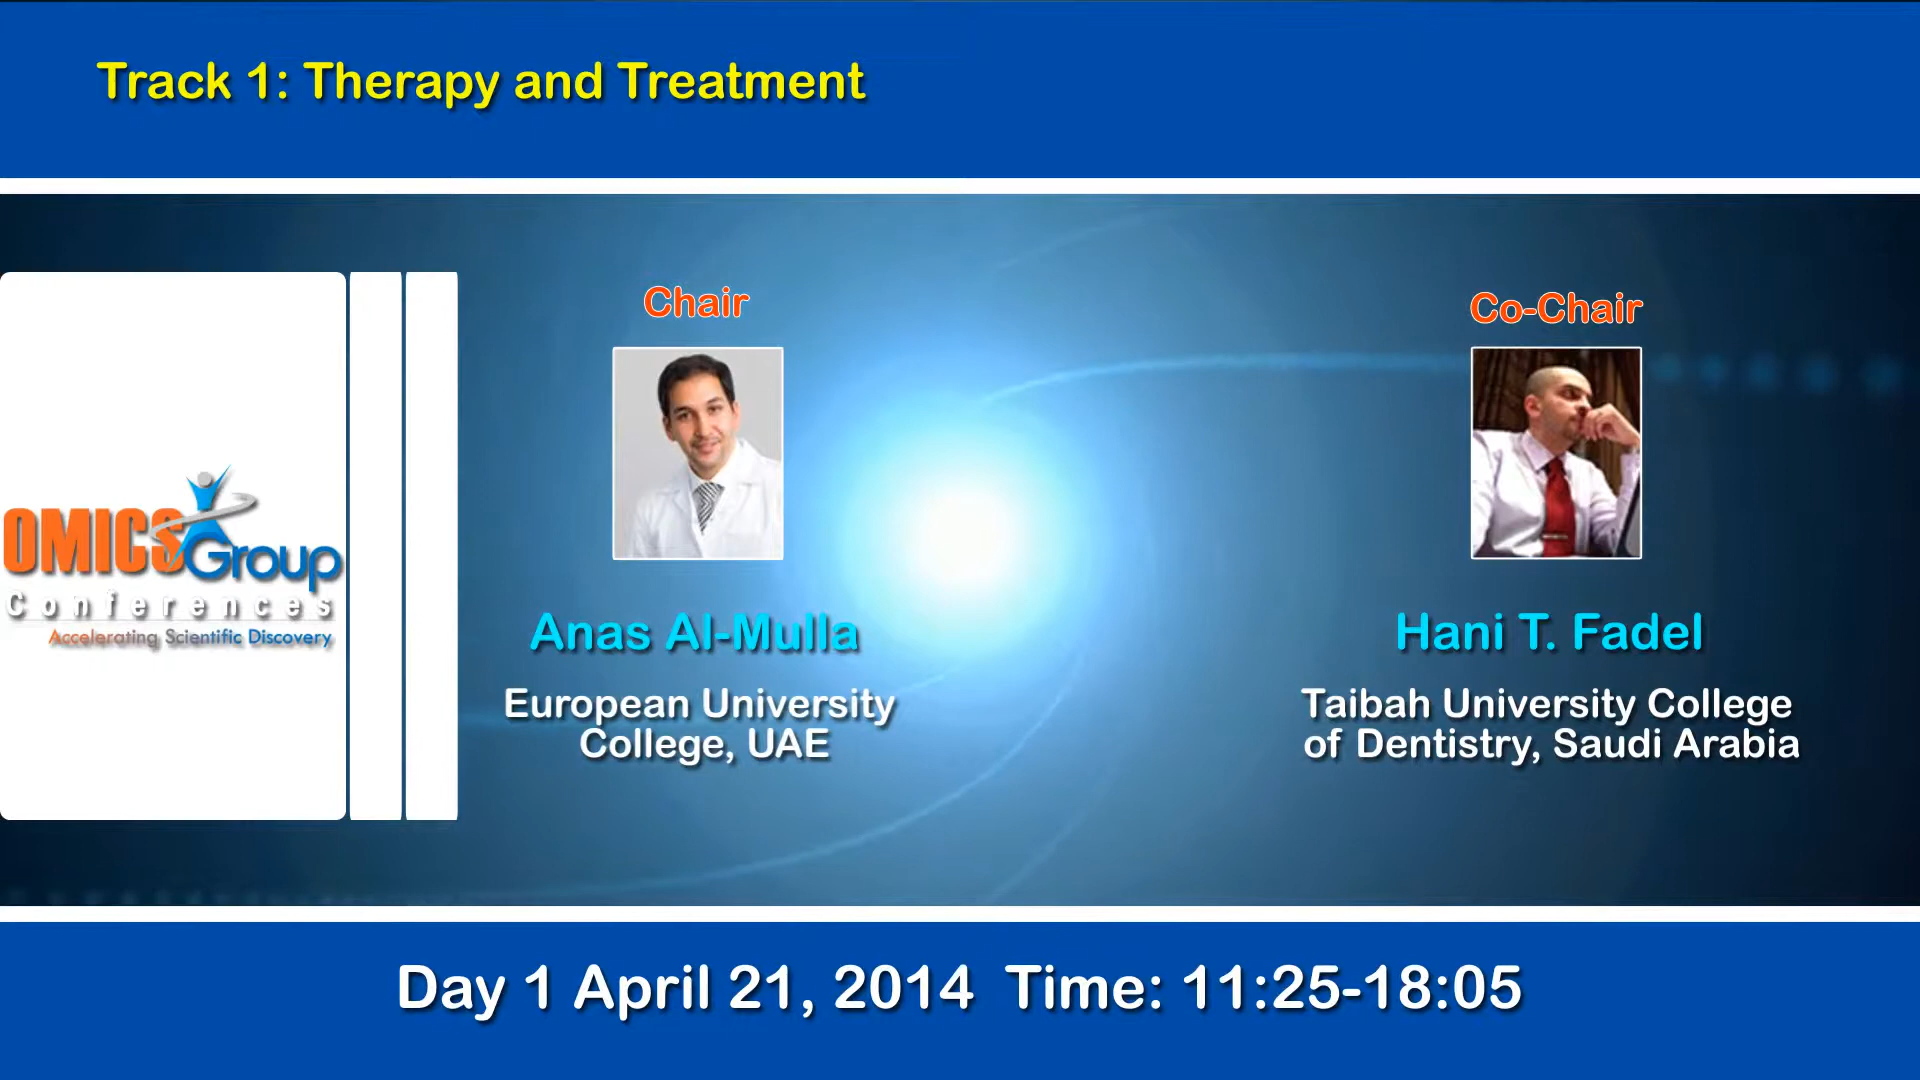 Track 1: Therapy and Treatment
Chair
Co-Chair
OMICS Group
Conferences
Accelerating Scientific Discovery
Anas Al-Mulla
European University
College, UAE
Hani T. Fadel
Taibah University College
of Dentistry, Saudi Arabia
Day 1 April 21, 2014 Time: 11:25-18:05